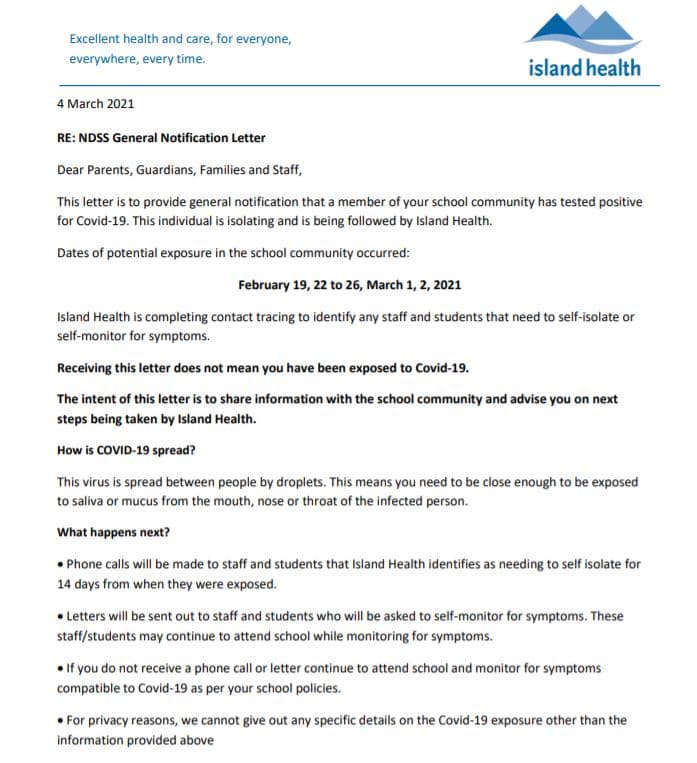 Excellent health and care, for everyone,
everywhere, every time.
island health
4 March 2021
RE: NDSS General Notification Letter
Dear Parents, Guardians, Families and Staff,
This letter is to provide general notification that a member of your school community has tested positive
for Covid-19. This individual is isolating and is being followed by Island Health.
Dates of potential exposure in the school community occurred:
February 19, 22 to 26, March 1, 2, 2021
Island Health is completing contact tracing to identify any staff and students that need to self-isolate or
self-monitor for symptoms.
Receiving this letter does not mean you have been exposed to Covid-19.
The intent of this letter is to share information with the school community and advise you on next
steps being taken by Island Health.
How is COVID-19 spread?
This virus is spread between people by droplets. This means you need to be close enough to be exposed
to saliva or mucus from the mouth, nose or throat of the infected person.
What happens next?
• Phone calls will be made to staff and students that Island Health identifies as needing to self isolate for
14 days from when they were exposed.
• Letters will be sent out to staff and students who will be asked to self-monitor for symptoms. These
staff/students may continue to attend school while monitoring for symptoms.
• If you do not receive a phone call or letter continue to attend school and monitor for symptoms
compatible to Covid-19 as per your school policies.
• For privacy reasons, we cannot give out any specific details on the Covid-19 exposure other than the
information provided above